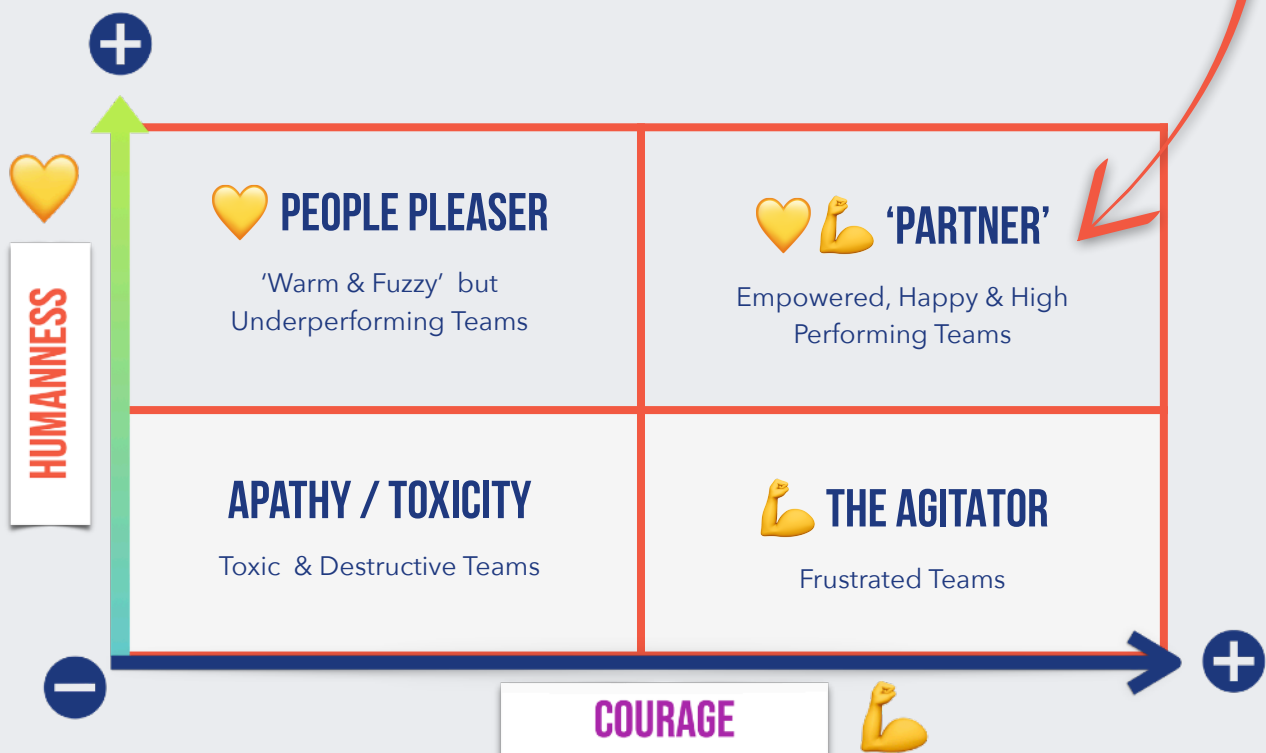 PEOPLE PLEASER
'Warm & Fuzzy' but
Underperforming Teams
'PARTNER'
Empowered, Happy & High
Performing Teams
HUMANNESS
APATHY / TOXICITY
Toxic & Destructive Teams
THE AGITATOR
Frustrated Teams
COURAGE